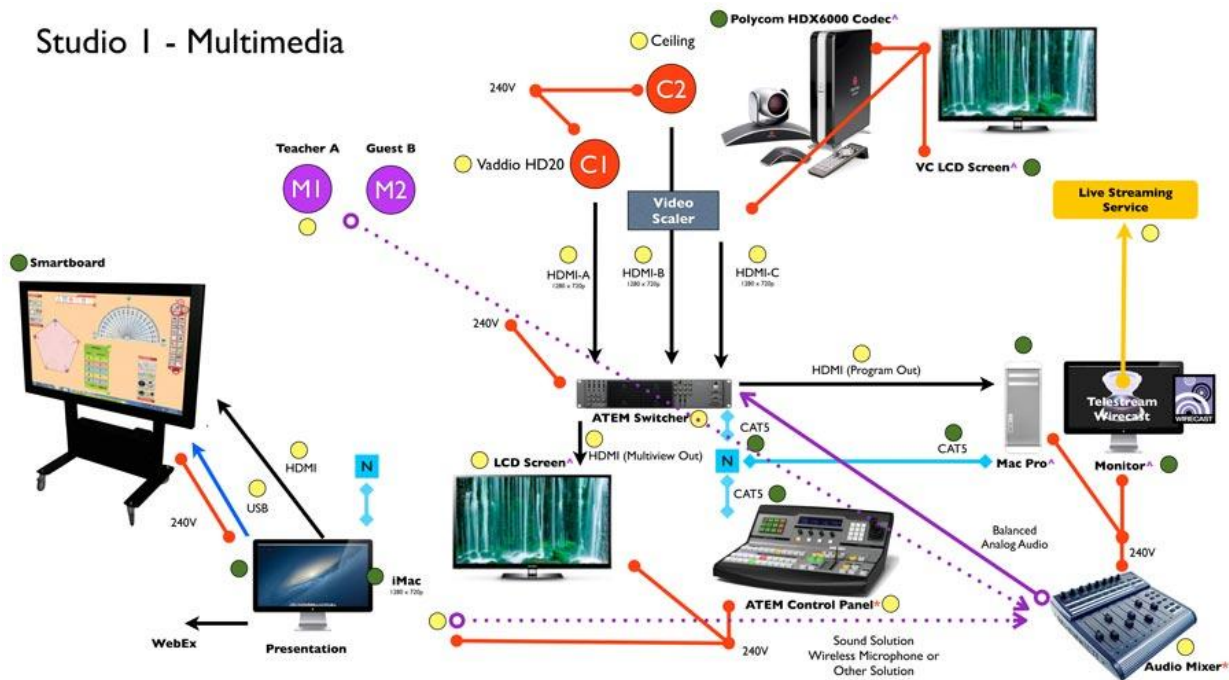 Studio 1 - Multimedia
Polycom HDX6000 Codec^
Ceiling
C2
240V
Teacher A
Guest B
Vaddio HD20
C1
M1
M2
VC LCD Screen^
Live Streaming
Service
Video
Scaler
Smartboard
HDMI-A
1280 x 720p
HDMI-B
1280 x 720p
HDMI-C
1280 x 720p
240V
HDMI (Program Out)
Telestream
Wirecast
WIRECAST
ATEM Switcher*
CAT5
HDMI
N
LCD Screen^
HDMI (Multiview Out)
N
CAT5
Mac Pro^
Monitor^
USB
CAT5
240V
Balanced
Analog Audio
240V
iMac
1280 x 720p
ATEM Control Panel*
WebEx
Presentation
240V
Sound Solution
Wireless Microphone or
Other Solution
Audio Mixer*